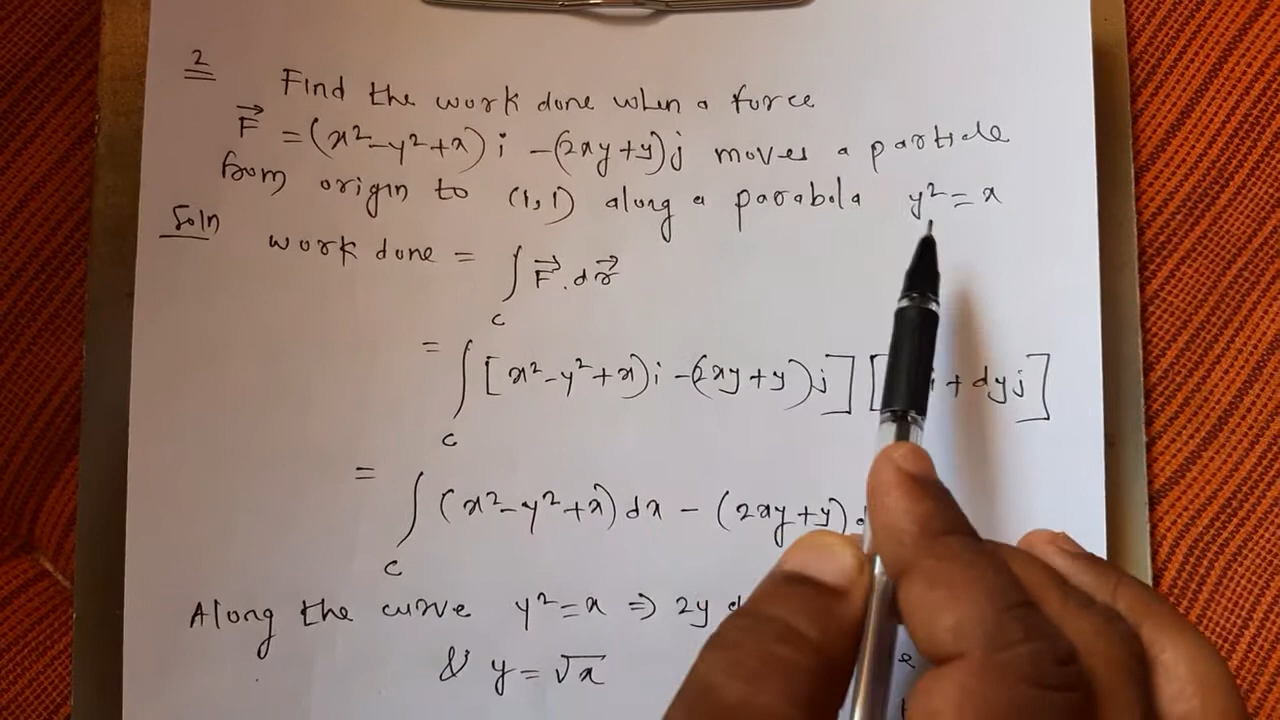 2
Find the work done when a force
F⃗ = (x²-y²+x)i -(2xy+y)j moves a particle
from origin to (1,1) along a parabola y²=x
Soln work done = ∫_C F⃗.dr⃗
= ∫_C [x²-y²+x)i -(2xy+y)j] [ i + dyj]
= ∫_C (x²-y²+x)dx - (2xy+y)
Along the curve y²=x ⇒ 2y
& y=√x